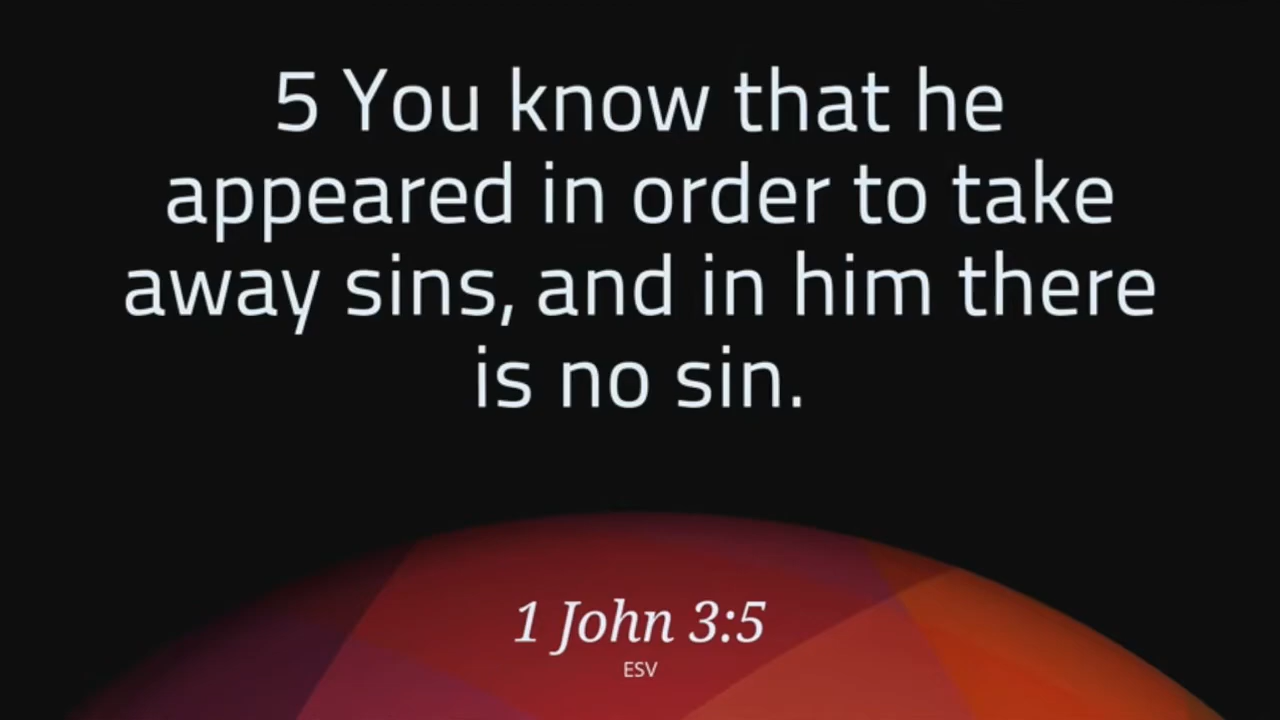 5 You know that he
appeared in order to take
away sins, and in him there
is no sin.
1 John 3:5
ESV